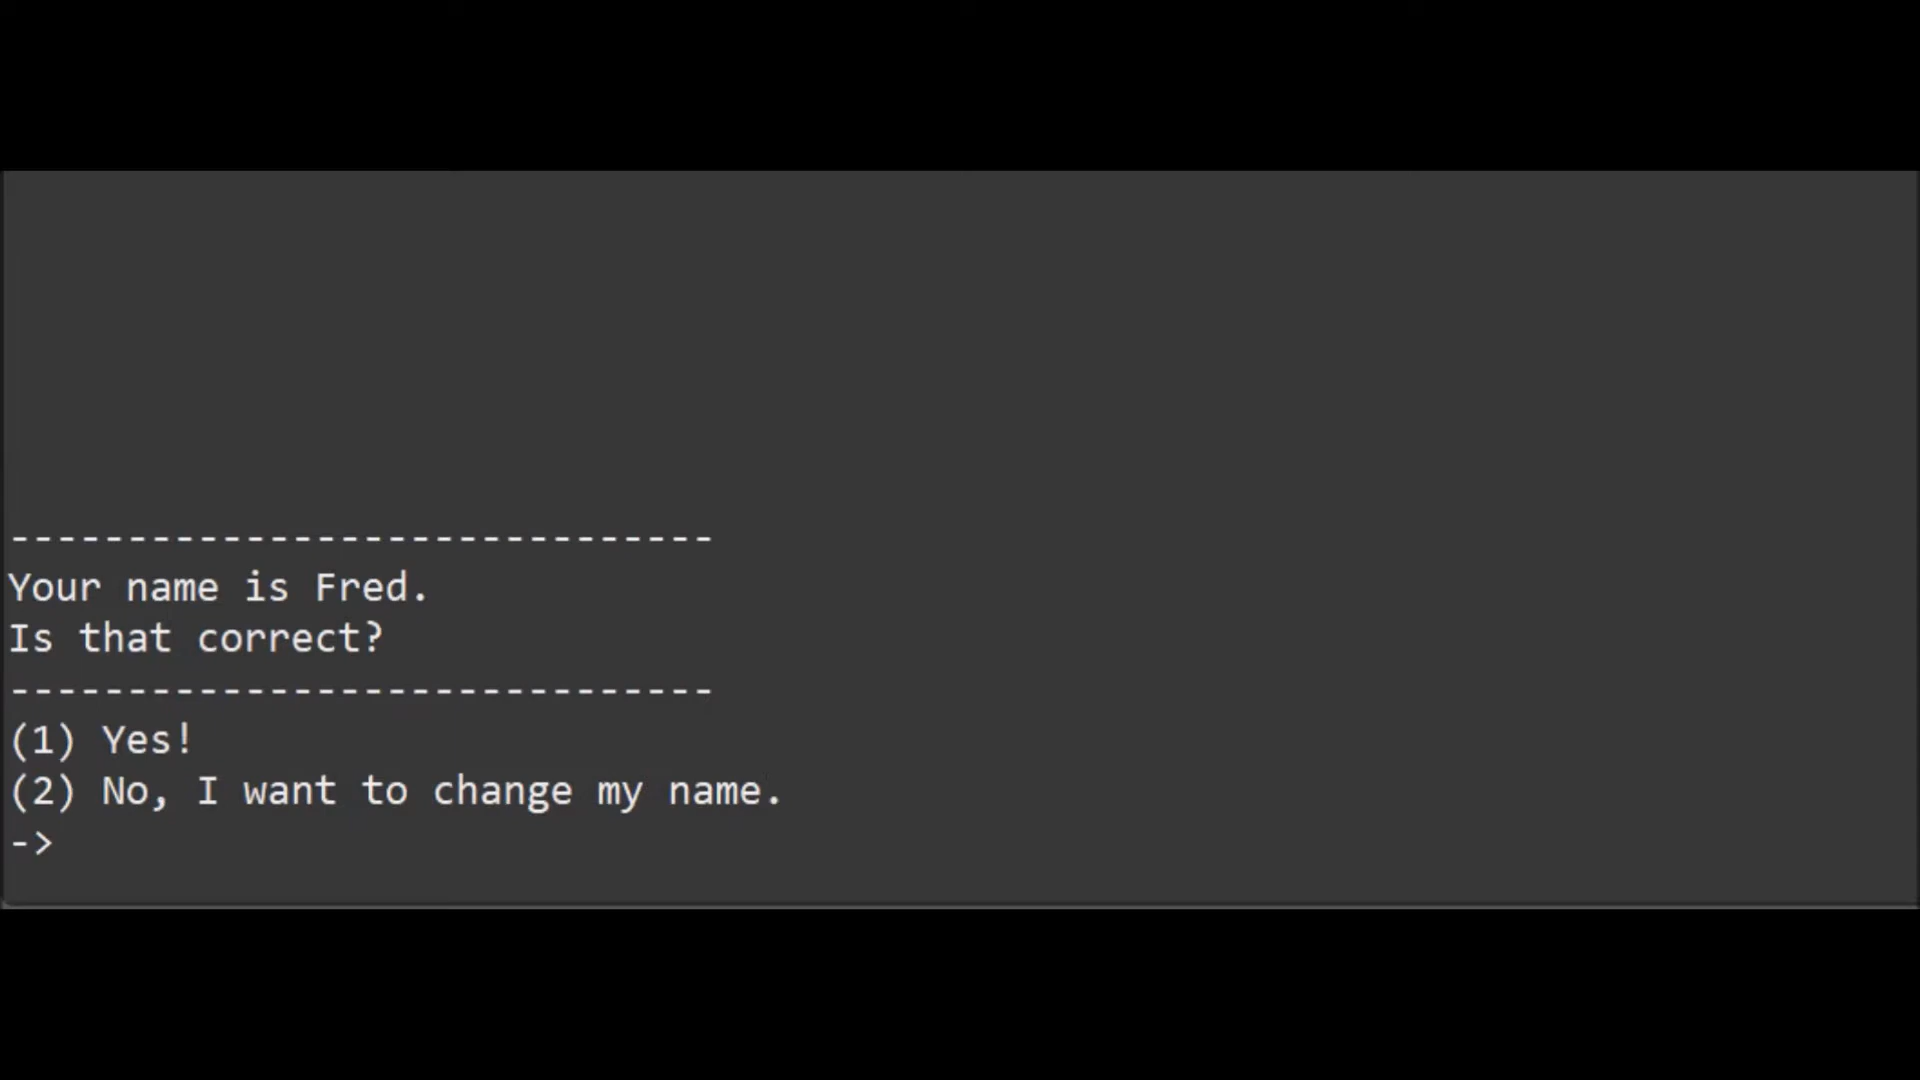 ------------------------------
Your name is Fred.
Is that correct?
------------------------------
(1) Yes!
(2) No, I want to change my name.
->